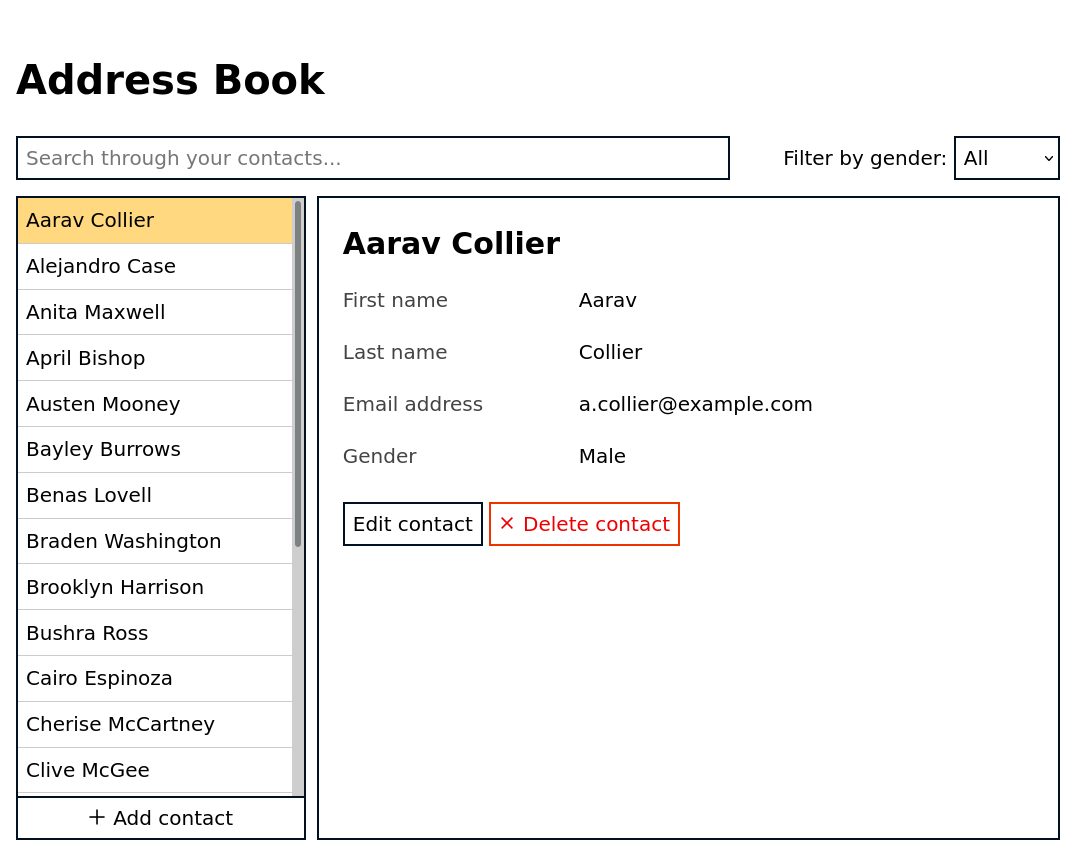 Address Book
Search through your contacts...
Filter by gender: All
Aarav Collier
Alejandro Case
Anita Maxwell
April Bishop
Austen Mooney
Bayley Burrows
Benas Lovell
Braden Washington
Brooklyn Harrison
Bushra Ross
Cairo Espinoza
Cherise McCartney
Clive McGee
+ Add contact
Aarav Collier
First name Aarav
Last name Collier
Email address a.collier@example.com
Gender Male
Edit contact
× Delete contact